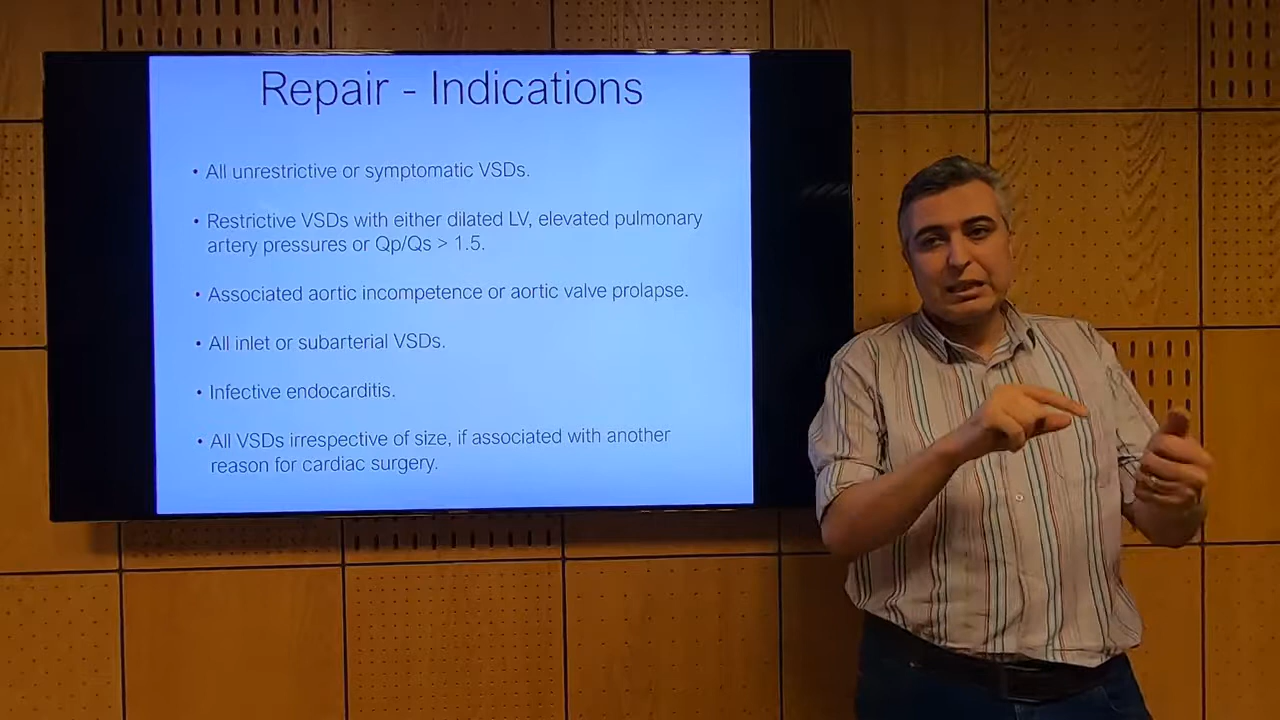 Repair - Indications
• All unrestrictive or symptomatic VSDs.
• Restrictive VSDs with either dilated LV, elevated pulmonary
artery pressures or Qp/Qs > 1.5.
• Associated aortic incompetence or aortic valve prolapse.
• All inlet or subarterial VSDs.
• Infective endocarditis.
• All VSDs irrespective of size, if associated with another
reason for cardiac surgery.